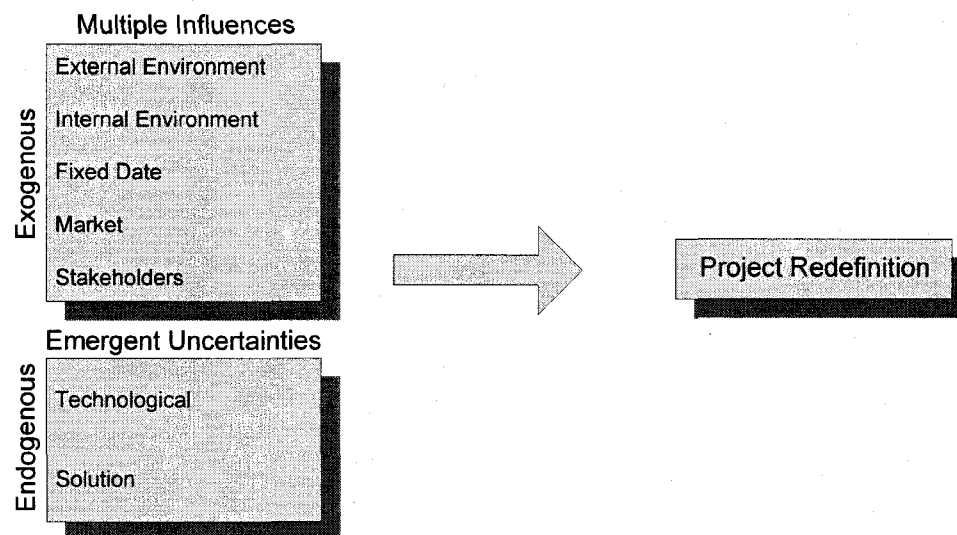 Multiple Influences
Exogenous
External Environment
Internal Environment
Fixed Date
Market
Stakeholders
Emergent Uncertainties
Endogenous
Technological
Solution
Project Redefinition